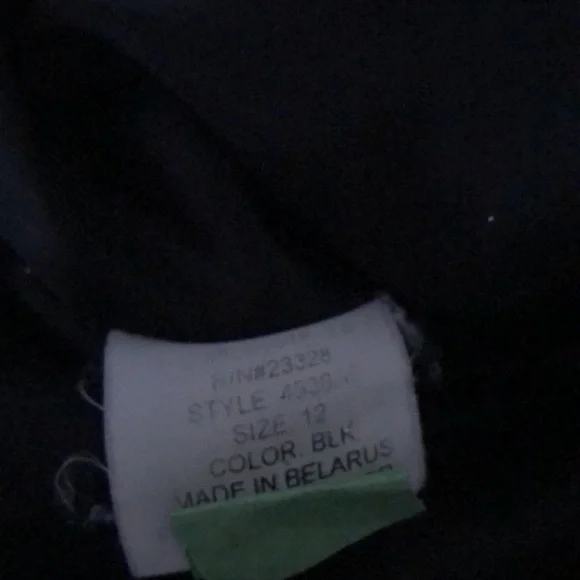 RN#23328
STYLE
SIZE 12
COLOR. BLK
MADE IN BELARUS